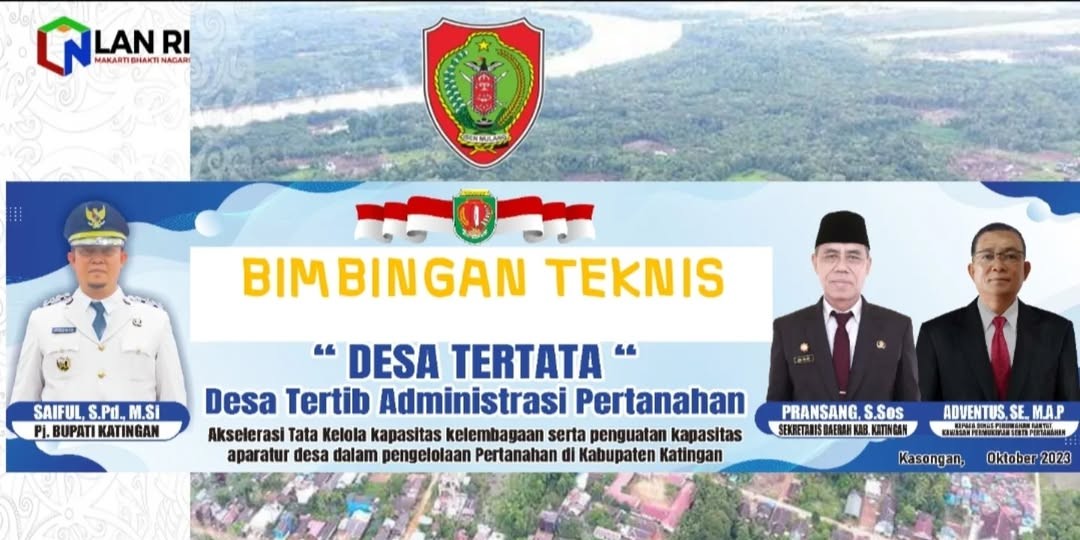 LAN RI
MAKARTI BHAKTI NAGARI
ISEN MULANG
BIMBINGAN TEKNIS
“ DESA TERTATA “
Desa Tertib Administrasi Pertanahan
Akselerasi Tata Kelola kapasitas kelembagaan serta penguatan kapasitas
aparatur desa dalam pengelolaan Pertanahan di Kabupaten Katingan
SAIFUL, S.Pd., M.Si
Pj. BUPATI KATINGAN
PRANSANG, S.Sos
SEKRETARIS DAERAH KAB. KATINGAN
ADVENTUS, SE., M.A.P
KEPALA DINAS PERUMAHAN RAKYAT
KAWASAN PERMUKIMAN SERTA PERTANAHAN
Kasongan, Oktober 2023